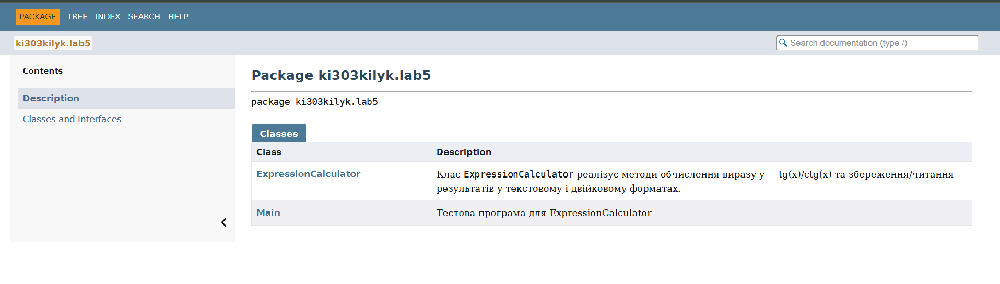 PACKAGE TREE INDEX SEARCH HELP
ki303kilyk.lab5
Search documentation (type /)
Contents
Description
Classes and Interfaces
Package ki303kilyk.lab5
package ki303kilyk.lab5
Classes
Class Description
ExpressionCalculator Клас ExpressionCalculator реалізує методи обчислення виразу y = tg(x)/ctg(x) та збереження/читання
результатів у текстовому і двійковому форматах.
Main Тестова програма для ExpressionCalculator